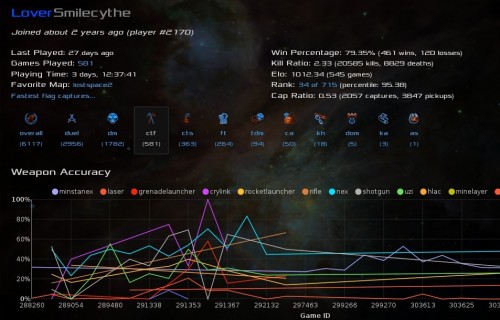 LoverSmilecythe
Joined about 2 years ago (player #2170)
Last Played: 27 days ago
Games Played: 581
Playing Time: 3 days, 12:37:41
Favorite Map: lostspace2
Fastest flag captures...
Win Percentage: 79.35% (461 wins, 120 losses)
Kill Ratio: 2.33 (20585 kills, 8829 deaths)
Elo: 1012.34 (545 games)
Rank: 34 of 715 (percentile: 95.38)
Cap Ratio: 0.53 (2057 captures, 3847 pickups)
overall duel dm ctf cts ft tdm ca kh dom ka as
(6117) (2956) (1782) (581) (363) (264) (94) (50) (18) (5) (3) (1)
Weapon Accuracy
minstanex laser grenadelauncher crylink rocketlauncher rifle nex shotgun uzi hlac minelayer
100%
80%
60%
40%
20%
0%
288260 289054 289480 291338 291353 291367 292132 297463 299266 299270 300613 303625 30
Game ID